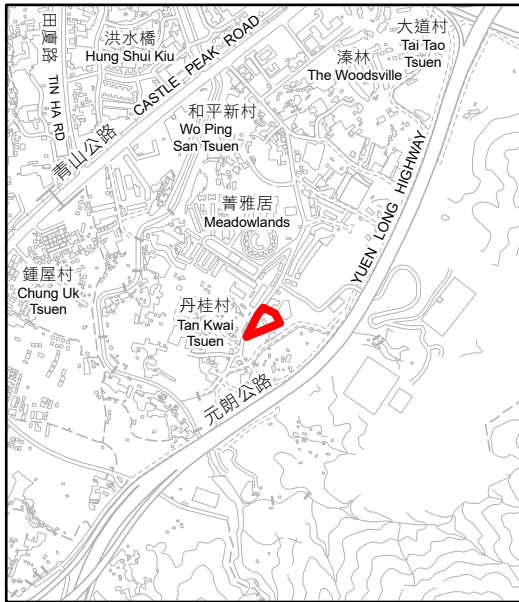 田廈路
TIN HA RD
洪水橋
Hung Shui Kiu
青山公路
CASTLE PEAK ROAD
大道村
Tai Tao
Tsuen
溱林
The Woodsville
和平新村
Wo Ping
San Tsuen
菁雅居
Meadowlands
YUEN LONG HIGHWAY
鍾屋村
Chung Uk
Tsuen
丹桂村
Tan Kwai
Tsuen
元朗公路